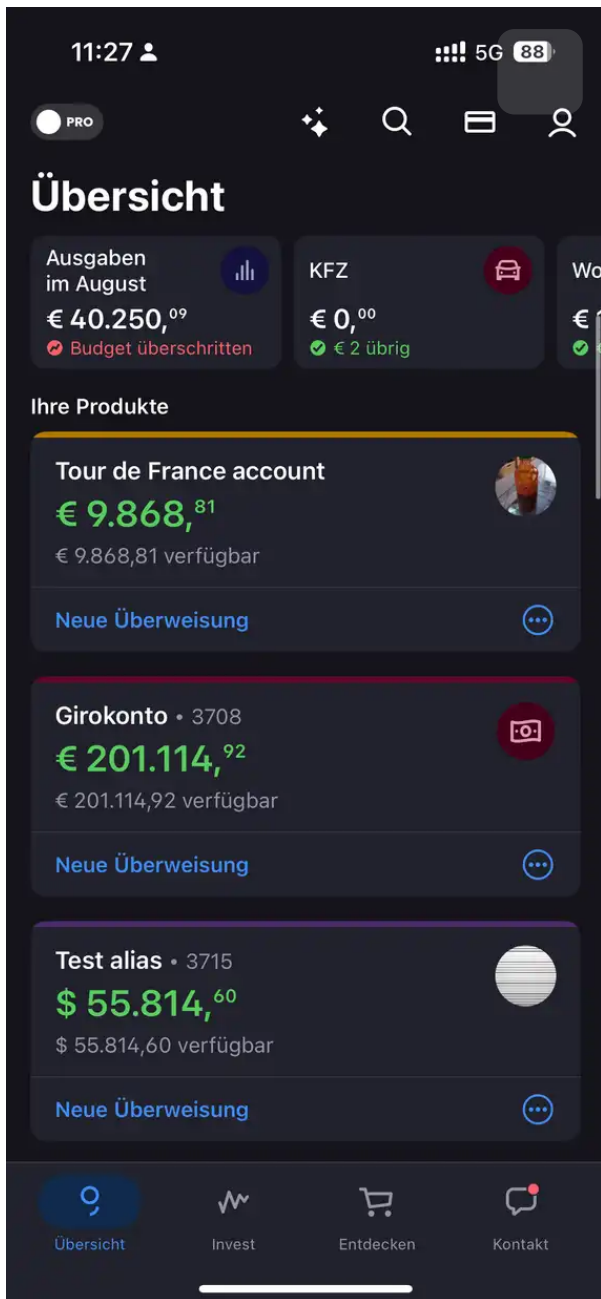 11:27
5G 88
PRO
Übersicht
Ausgaben
im August
€ 40.250,⁰⁹
Budget überschritten
KFZ
€ 0,⁰⁰
€ 2 übrig
Wo
€
Ihre Produkte
Tour de France account
€ 9.868,⁸¹
€ 9.868,81 verfügbar
Neue Überweisung
Girokonto • 3708
€ 201.114,⁹²
€ 201.114,92 verfügbar
Neue Überweisung
Test alias • 3715
$ 55.814,⁶⁰
$ 55.814,60 verfügbar
Neue Überweisung
Übersicht
Invest
Entdecken
Kontakt